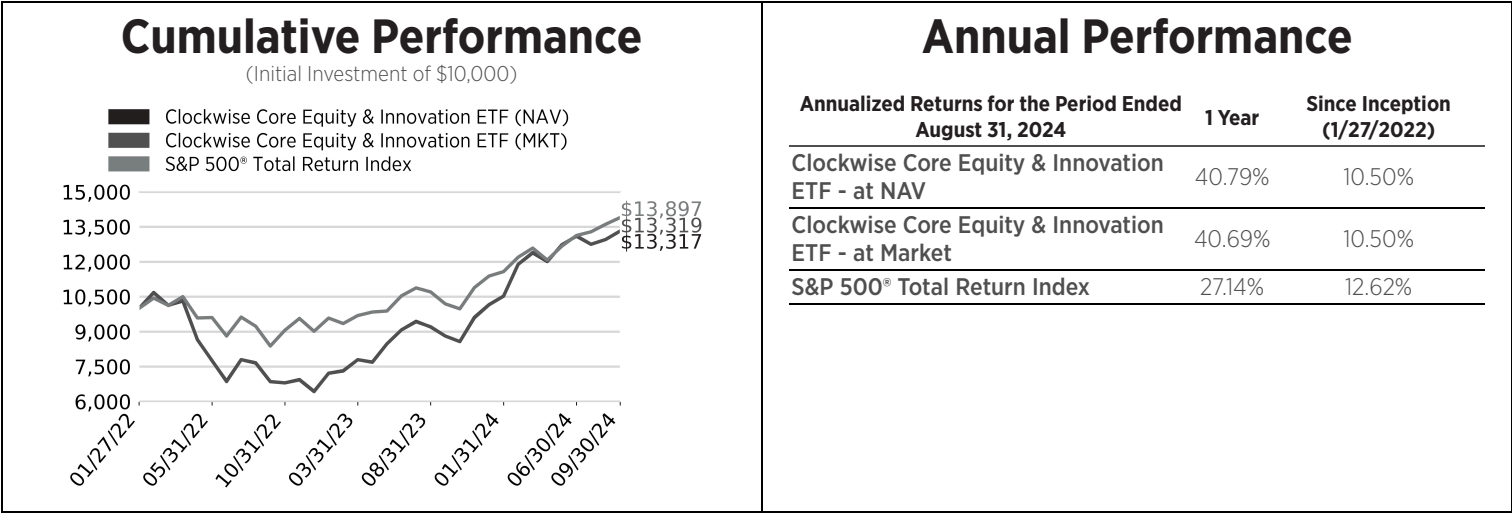 Cumulative Performance
(Initial Investment of $10,000)
Clockwise Core Equity & Innovation ETF (NAV)
Clockwise Core Equity & Innovation ETF (MKT)
S&P 500® Total Return Index
15,000
13,500
12,000
10,500
9,000
7,500
6,000
$13,897
$13,319
$13,317
01/27/22
05/31/22
10/31/22
03/31/23
08/31/23
01/31/24
06/30/24
09/30/24
Annual Performance
Annualized Returns for the Period Ended
August 31, 2024
1 Year
Since Inception
(1/27/2022)
Clockwise Core Equity & Innovation
ETF - at NAV
40.79%
10.50%
Clockwise Core Equity & Innovation
ETF - at Market
40.69%
10.50%
S&P 500® Total Return Index
27.14%
12.62%